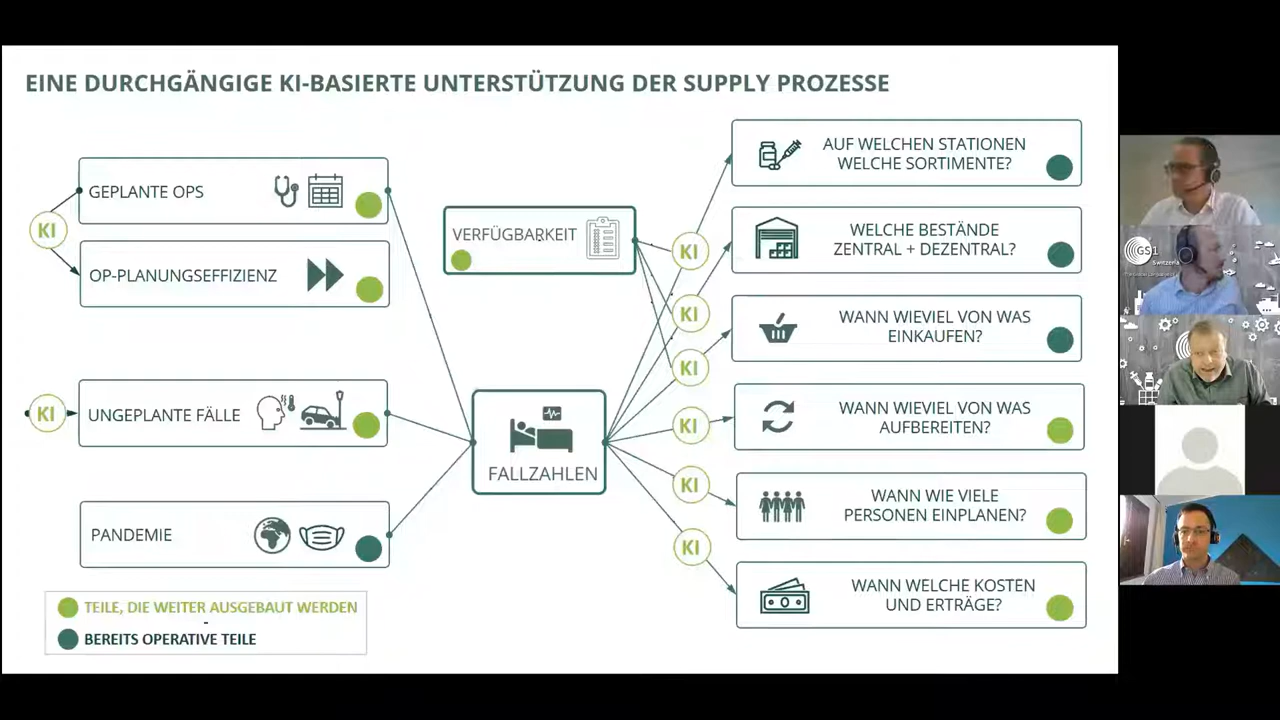 EINE DURCHGÄNGIGE KI-BASIERTE UNTERSTÜTZUNG DER SUPPLY PROZESSE
GEPLANTE OPS
KI
OP-PLANUNGSEFFIZIENZ
KI
UNGEPLANTE FÄLLE
PANDEMIE
TEILE, DIE WEITER AUSGEBAUT WERDEN
-
BEREITS OPERATIVE TEILE
VERFÜGBARKEIT
FALLZAHLEN
KI
KI
KI
KI
KI
KI
AUF WELCHEN STATIONEN
WELCHE SORTIMENTE?
WELCHE BESTÄNDE
ZENTRAL + DEZENTRAL?
WANN WIEVIEL VON WAS
EINKAUFEN?
WANN WIEVIEL VON WAS
AUFBEREITEN?
WANN WIE VIELE
PERSONEN EINPLANEN?
WANN WELCHE KOSTEN
UND ERTRÄGE?
GS1
Switzerland